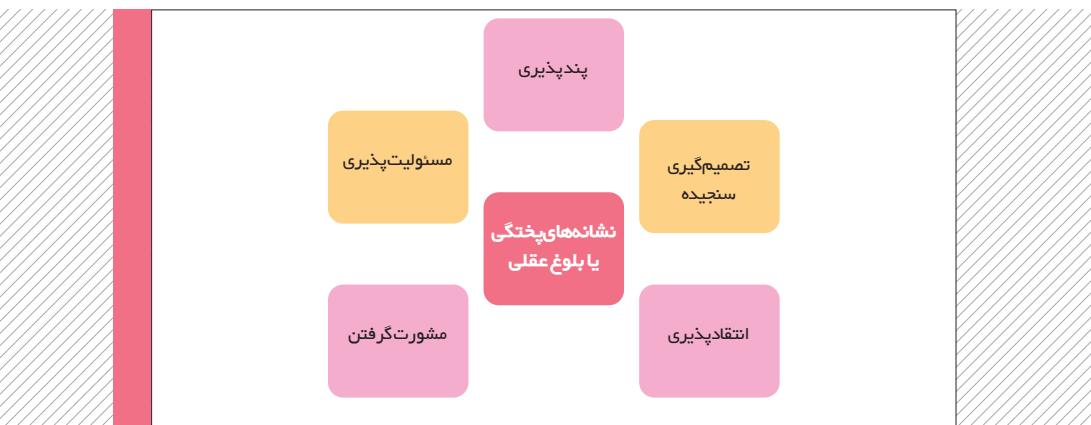 پندپذیری
تصمیم‌گیری
سنجیده
مسئولیت‌پذیری
نشانه‌های‌پختگی
یا بلوغ عقلی
انتقادپذیری
مشورت‌گرفتن